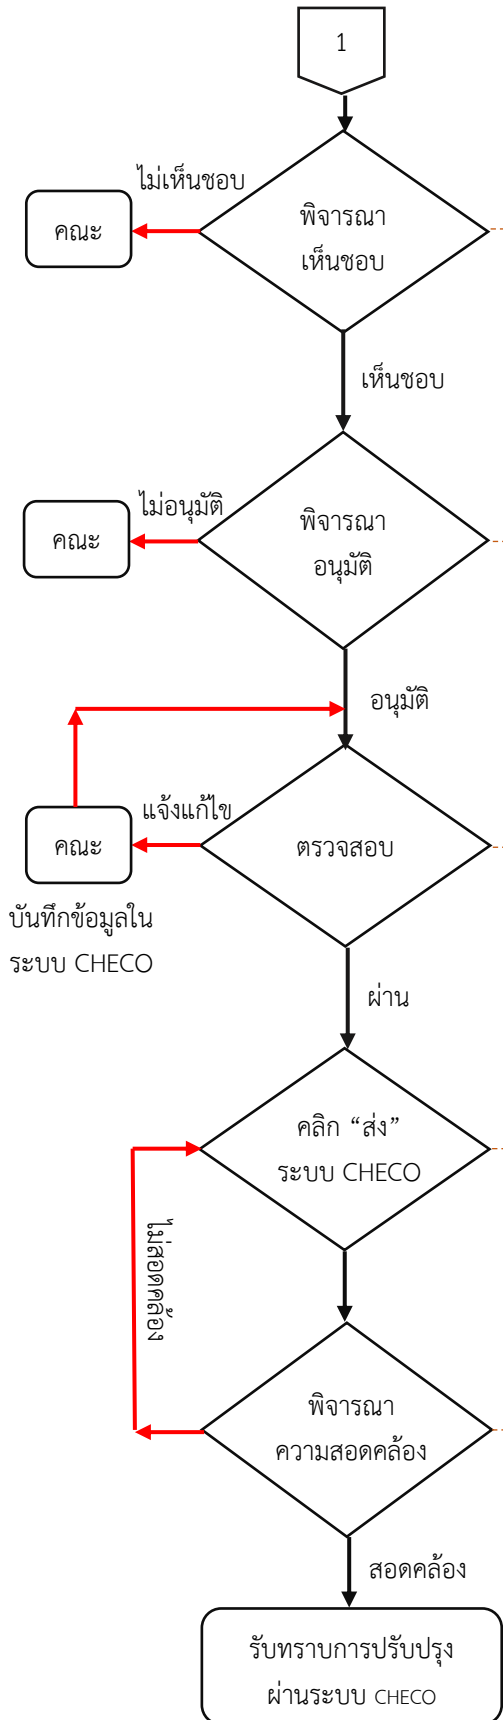 1
ไม่เห็นชอบ
คณะ
พิจารณา
เห็นชอบ
เห็นชอบ
ไม่อนุมัติ
คณะ
พิจารณา
อนุมัติ
อนุมัติ
แจ้งแก้ไข
คณะ
ตรวจสอบ
บันทึกข้อมูลใน
ระบบ CHECO
ผ่าน
คลิก “ส่ง”
ระบบ CHECO
ไม่สอดคล้อง
พิจารณา
ความสอดคล้อง
สอดคล้อง
รับทราบการปรับปรุง
ผ่านระบบ CHECO